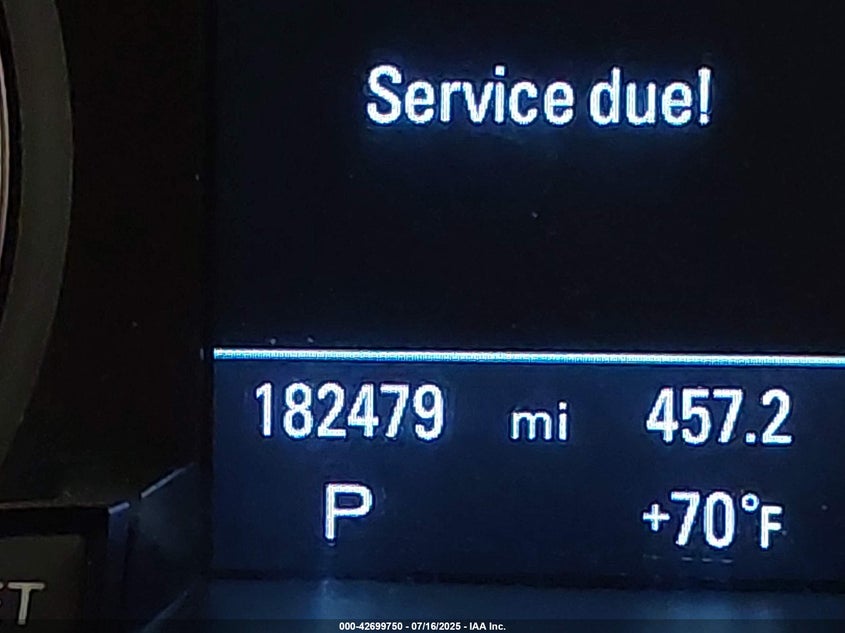 Service due!
182479 mi 457.2
P +70°F
000-42699750 - 07/16/2025 - IAA Inc.